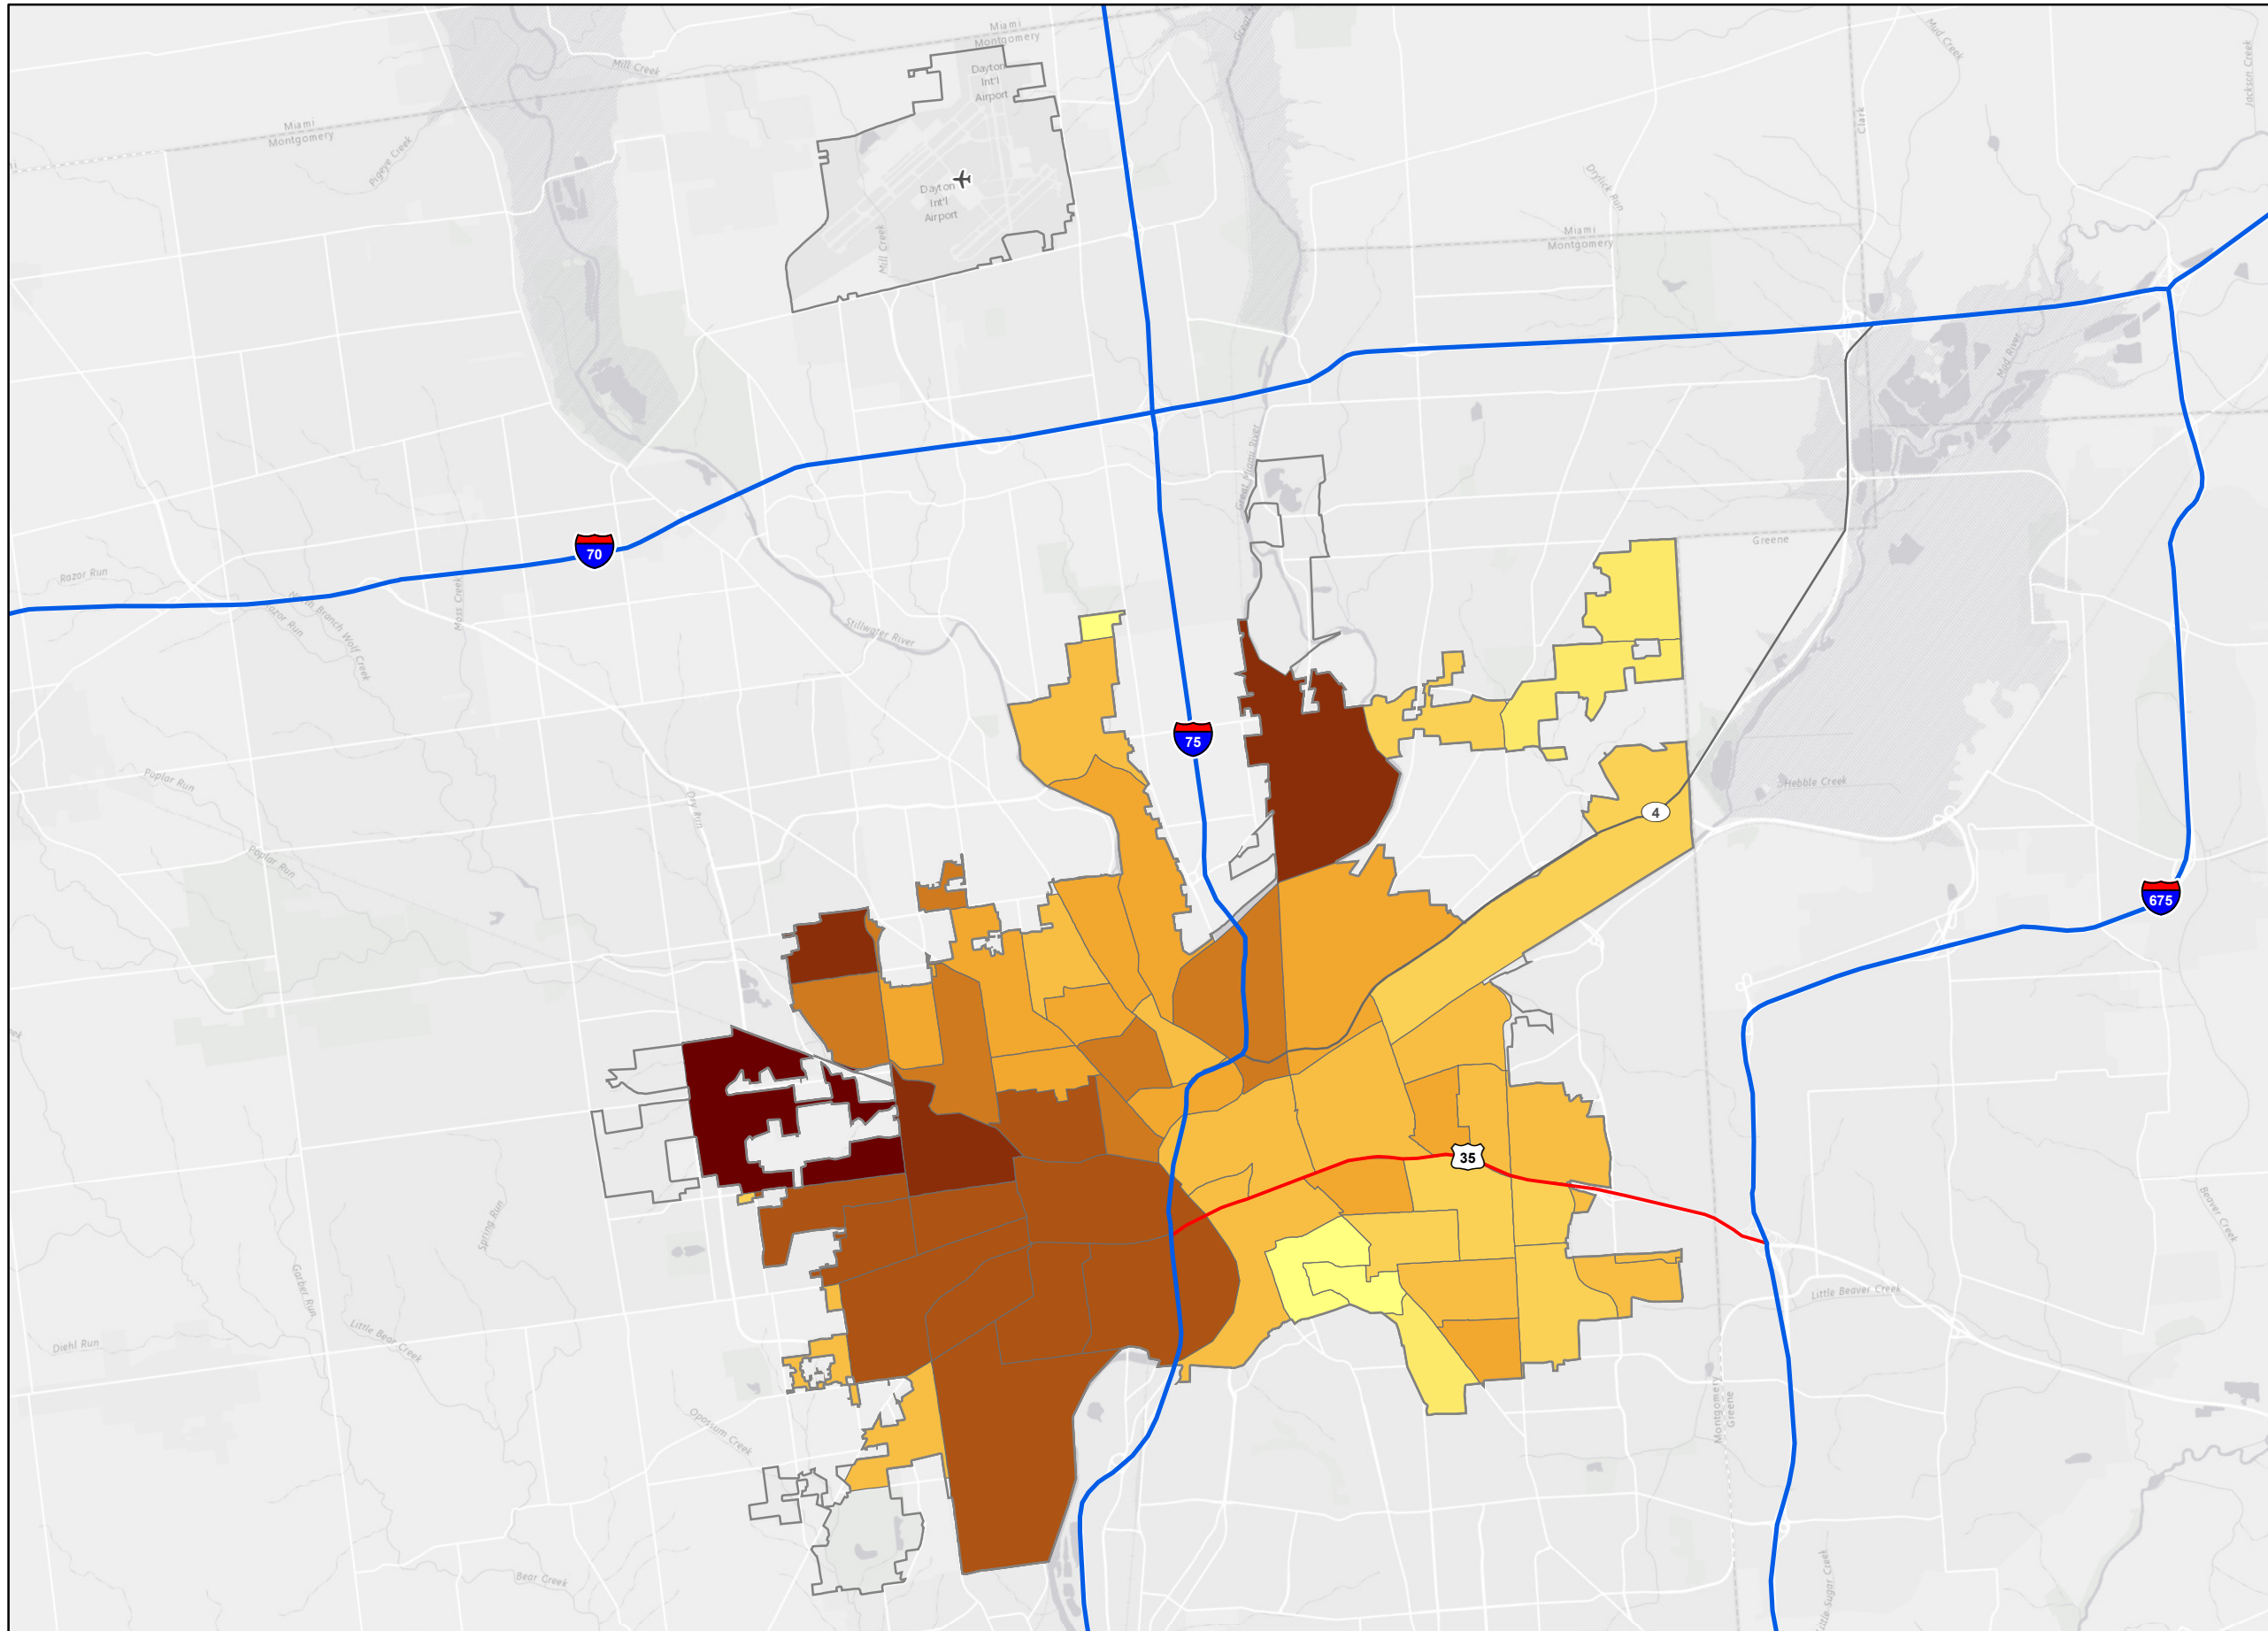 Miami
Montgomery
Mill Creek
Dayton
Int'l
Airport
Mud Creek
Jackson Creek
Clark
Miami
Montgomery
Pigeye Creek
Drylick Run
Dayton
Int'l
Airport
Mill Creek
Miami
Montgomery
Mud River
Great Miami River
70
Greene
Razor Run
Razor Run
North Branch Wolf Creek
Moss Creek
Stillwater River
75
Poplar Run
Dry Run
Hebble Creek
4
Poplar Run
675
35
Spring Run
Garber Run
Beaver Creek
Little Beaver Creek
Diehl Run
Little Bear Creek
Opossum Creek
Montgomery
Greene
Bear Creek
Little Sugar Creek